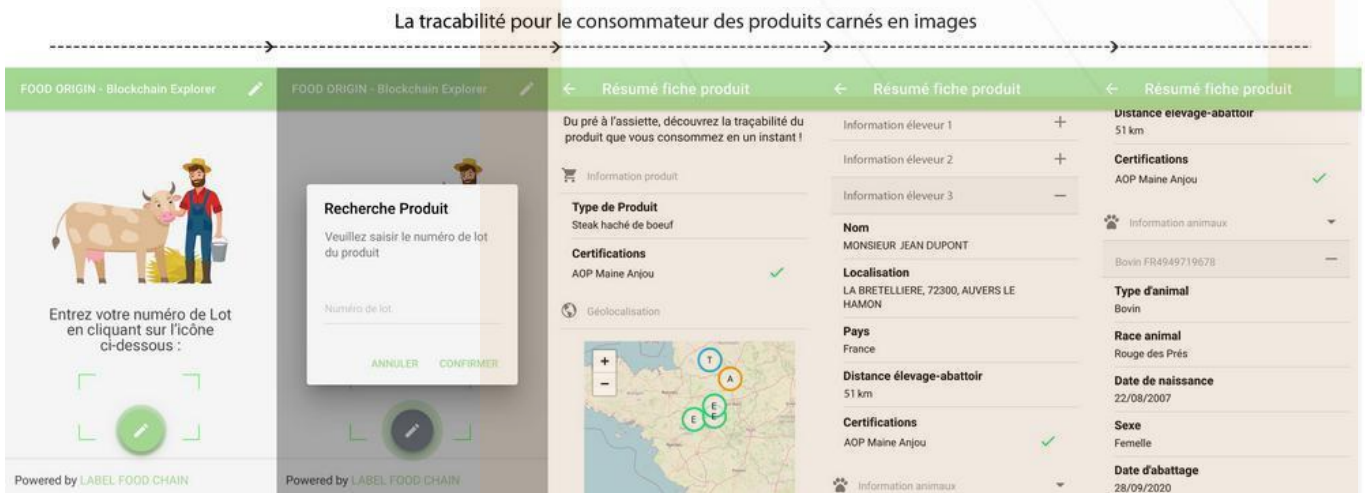 La tracabilité pour le consommateur des produits carnés en images
FOOD ORIGIN - Blockchain Explorer
Entrez votre numéro de Lot
en cliquant sur l'icône
ci-dessous :
Powered by LABEL FOOD CHAIN
FOOD ORIGIN - Blockchain Explorer
Recherche Produit
Veuillez saisir le numéro de lot
du produit
Numéro de lot.
ANNULER CONFIRMER
Powered by LABEL FOOD CHAIN
Résumé fiche produit
Du pré à l'assiette, découvrez la traçabilité du
produit que vous consommez en un instant !
Information produit
Type de Produit
Steak haché de boeuf
Certifications
AOP Maine Anjou
Géolocalisation
+
−
T
A
E
E
E
Résumé fiche produit
Information éleveur 1 +
Information éleveur 2 +
Information éleveur 3 −
Nom
MONSIEUR JEAN DUPONT
Localisation
LA BRETELLIERE, 72300, AUVERS LE
HAMON
Pays
France
Distance élevage-abattoir
51 km
Certifications
AOP Maine Anjou
Information animaux
Résumé fiche produit
Distance élevage-abattoir
51 km
Certifications
AOP Maine Anjou
Information animaux
Bovin FR4949719678 −
Type d'animal
Bovin
Race animal
Rouge des Prés
Date de naissance
22/08/2007
Sexe
Femelle
Date d'abattage
28/09/2020